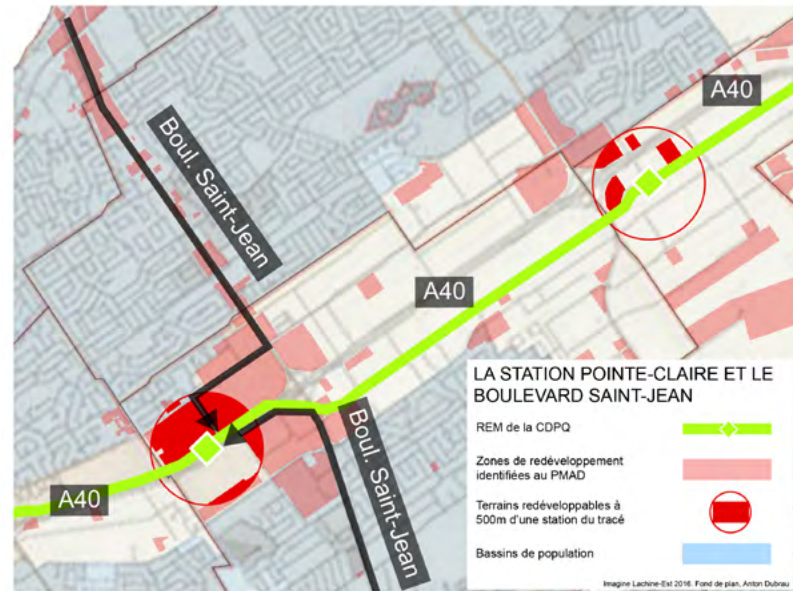 A40
Boul. Saint-Jean
A40
A40
Boul. Saint-Jean
LA STATION POINTE-CLAIRE ET LE
BOULEVARD SAINT-JEAN
REM de la CDPQ
Zones de redéveloppement
identifiées au PMAD
Terrains redéveloppables à
500m d'une station du tracé
Bassins de population
Imagine Lachine-Est 2016. Fond de plan, Anton Dubrau